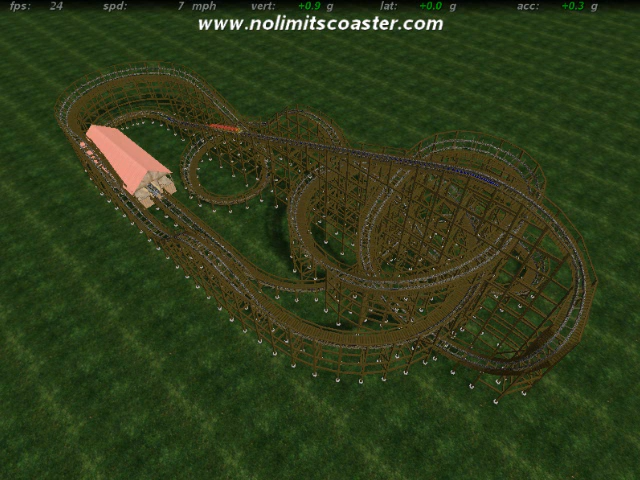 fps: 24 spd: 7 mph vert: +0.9 g lat: +0.0 g acc: +0.3 g
www.nolimitscoaster.com